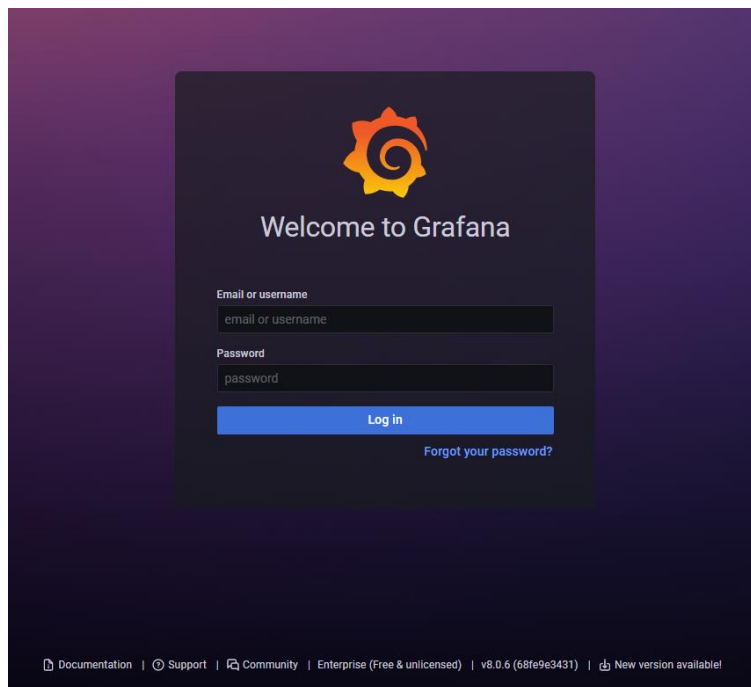 Welcome to Grafana
Email or username
email or username
Password
password
Log in
Forgot your password?
Documentation | Support | Community | Enterprise (Free & unlicensed) | v8.0.6 (68fe9e3431) | New version available!